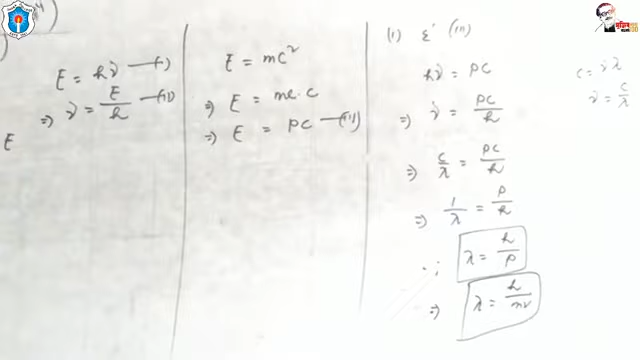 E = hν —(i)
⇒ ν = E/h —(ii)
E
E = mc²
⇒ E = mc·c
⇒ E = pc —(iii)
(i) ξ' (iii)
hν = pc
⇒ ν = pc/h
⇒ c/λ = pc/h
⇒ 1/λ = p/h
∴ λ = h/p
⇒ λ = h/mv
c = νλ
ν = c/λ